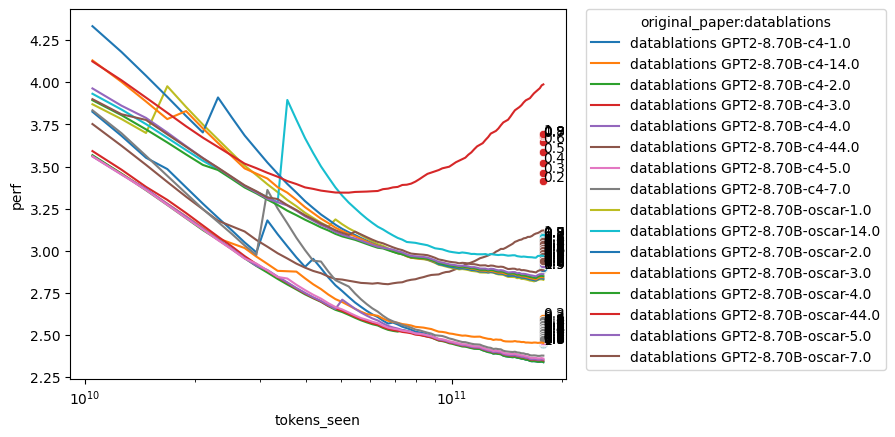 original_paper:datablations
datablations GPT2-8.70B-c4-1.0
datablations GPT2-8.70B-c4-14.0
datablations GPT2-8.70B-c4-2.0
datablations GPT2-8.70B-c4-3.0
datablations GPT2-8.70B-c4-4.0
datablations GPT2-8.70B-c4-44.0
datablations GPT2-8.70B-c4-5.0
datablations GPT2-8.70B-c4-7.0
datablations GPT2-8.70B-oscar-1.0
datablations GPT2-8.70B-oscar-14.0
datablations GPT2-8.70B-oscar-2.0
datablations GPT2-8.70B-oscar-3.0
datablations GPT2-8.70B-oscar-4.0
datablations GPT2-8.70B-oscar-44.0
datablations GPT2-8.70B-oscar-5.0
datablations GPT2-8.70B-oscar-7.0
4.25
4.00
3.75
3.50
3.25
3.00
2.75
2.50
2.25
perf
0.5
0.4
0.3
0.2
10^10
10^11
tokens_seen